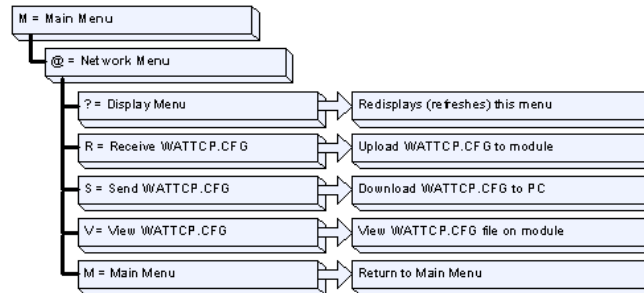 M = Main Menu
@ = Network Menu
? = Display Menu
Redisplays (refreshes) this menu
R = Receive WATTCP.CFG
Upload WATTCP.CFG to module
S = Send WATTCP.CFG
Download WATTCP.CFG to PC
V = View WATTCP.CFG
View WATTCP.CFG file on module
M = Main Menu
Return to Main Menu